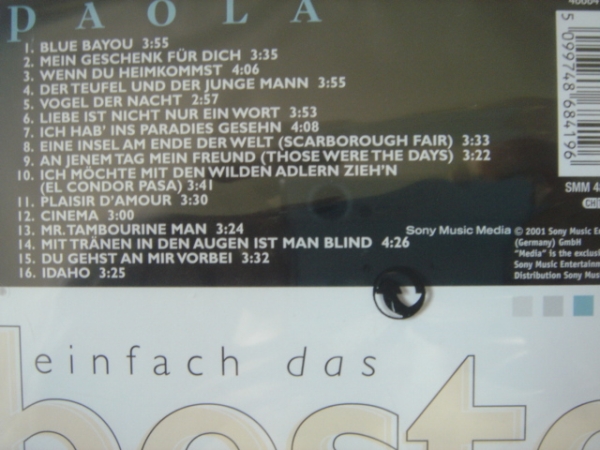 PAOLA
1. BLUE BAYOU 3:55
2. MEIN GESCHENK FÜR DICH 3:35
3. WENN DU HEIMKOMMST 4:06
4. DER TEUFEL UND DER JUNGE MANN 3:55
5. VOGEL DER NACHT 2:57
6. LIEBE IST NICHT NUR EIN WORT 3:53
7. ICH HAB' INS PARADIES GESEHN 4:08
8. EINE INSEL AM ENDE DER WELT (SCARBOROUGH FAIR) 3:33
9. AN JENEM TAG MEIN FREUND (THOSE WERE THE DAYS) 3:22
10. ICH MÖCHTE MIT DEN WILDEN ADLERN ZIEH'N
(EL CONDOR PASA) 3:41
11. PLAISIR D'AMOUR 3:30
12. CINEMA 3:00
13. MR. TAMBOURINE MAN 3:24
14. MIT TRÄNEN IN DEN AUGEN IST MAN BLIND 4:26
15. DU GEHST AN MIR VORBEI 3:32
16. IDAHO 3:25
5 099748 684196
SMM 4
Sony Music Media
© 2001 Sony Music En
(Germany) GmbH
"Media" is the exclus
Sony Music Entertain
Distribution Sony Mus
einfach das
beste